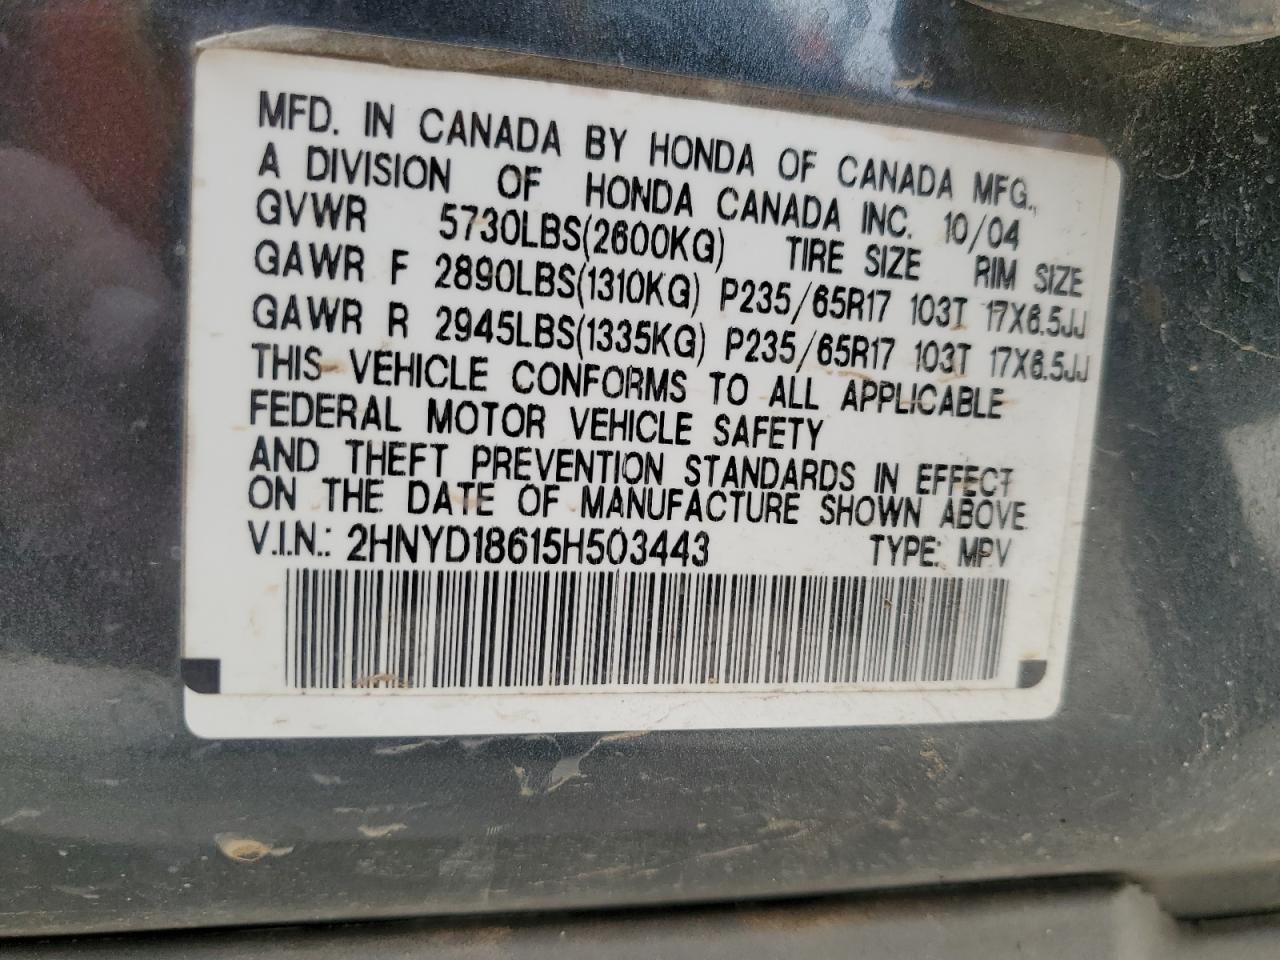 MFD. IN CANADA BY HONDA OF CANADA MFG.,
A DIVISION OF HONDA CANADA INC. 10/04
GVWR 5730LBS(2600KG) TIRE SIZE RIM SIZE
GAWR F 2890LBS(1310KG) P235/65R17 103T 17X6.5JJ
GAWR R 2945LBS(1335KG) P235/65R17 103T 17X6.5JJ
THIS VEHICLE CONFORMS TO ALL APPLICABLE
FEDERAL MOTOR VEHICLE SAFETY
AND THEFT PREVENTION STANDARDS IN EFFECT
ON THE DATE OF MANUFACTURE SHOWN ABOVE
V.I.N.: 2HNYD18615H503443 TYPE: MPV